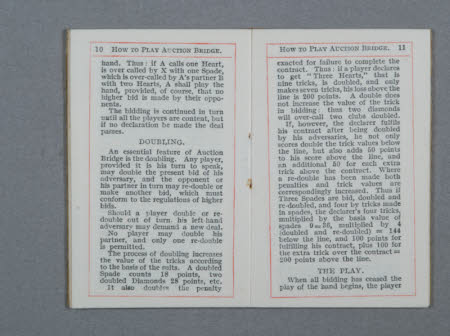 10 HOW TO PLAY AUCTION BRIDGE.
hand. Thus: if A calls one Heart,
is over called by X with one Spade,
which is over-called by A's partner B
with two Hearts, A shall play the
hand, provided, of course, that no
higher bid is made by their oppo-
nents.
The bidding is continued in turn
until all the players are content, but
if no declaration be made the deal
passes.
DOUBLING.
An essential feature of Auction
Bridge is the doubling. Any player,
provided it is his turn to speak,
may double the present bid of his
adversary, and the opponent or
his partner in turn may re-double or
make another bid, which must
conform to the regulations of higher
bids.
Should a player double or re-
double out of turn his left-hand
adversary may demand a new deal.
No player may double his
partner, and only one re-double
is permitted.
The process of doubling increases
the value of the tricks according
to the basis of the suits. A doubled
Spade counts 18 points, two
doubled Diamonds 28 points, etc.
It also doubles the penalty
HOW TO PLAY AUCTION BRIDGE. 11
exacted for failure to complete the
contract. Thus: if a player declares
to get "Three Hearts," that is
nine tricks, is doubled, and only
makes seven tricks, his loss above the
line is 200 points. A double does
not increase the value of the trick
in bidding: thus two diamonds
will over-call two clubs doubled.
If, however, the declarer fulfils
his contract after being doubled
by his adversaries, he not only
scores double the trick values below
the line, but also adds 50 points
to his score above the line, and
an additional 50 for each extra
trick above the contract. Where
a re-double has been made both
penalties and trick values are
correspondingly increased. Thus if
Three Spades are bid, doubled and
re-doubled, and four by tricks made
in spades, the declarer's four tricks,
multiplied by the basis value of
spades 9=36, multiplied by 4
(doubled and re-doubled) = 144
below the line, and 100 points for
fulfilling his contract, plus 100 for
the extra trick over the contract=
200 points above the line.
THE PLAY.
When all bidding has ceased the
play of the hand begins, the player